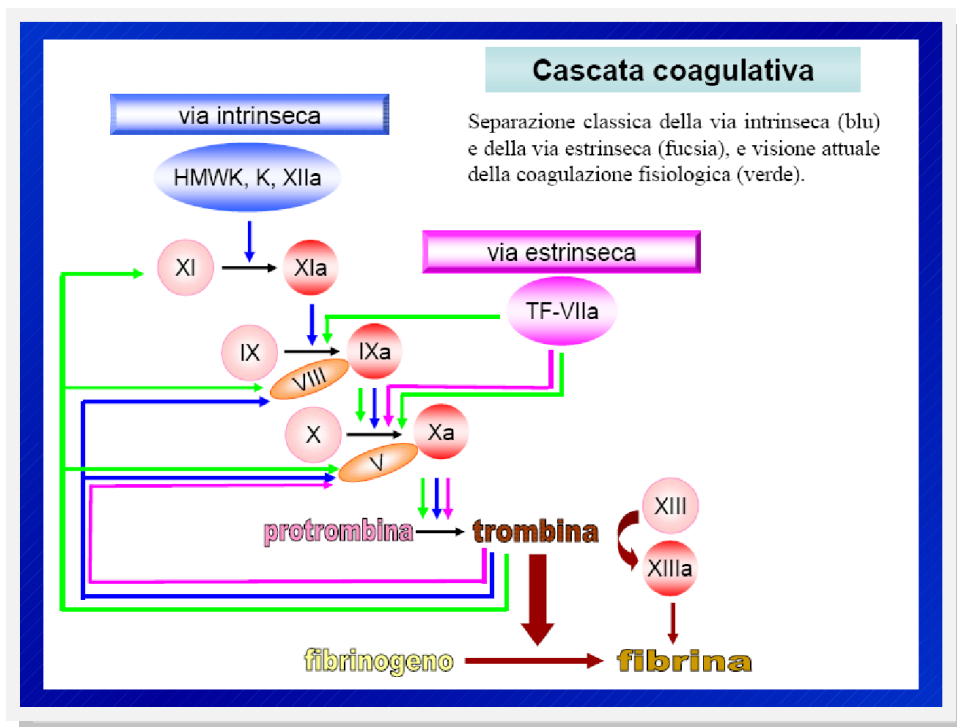 Cascata coagulativa
via intrinseca
Separazione classica della via intrinseca (blu)
e della via estrinseca (fucsia), e visione attuale
della coagulazione fisiologica (verde).
HMWK, K, XIIa
via estrinseca
XI
XIa
TF-VIIa
IX
IXa
VIII
X
Xa
V
XIII
protrombina
trombina
XIIIa
fibrinogeno
fibrina